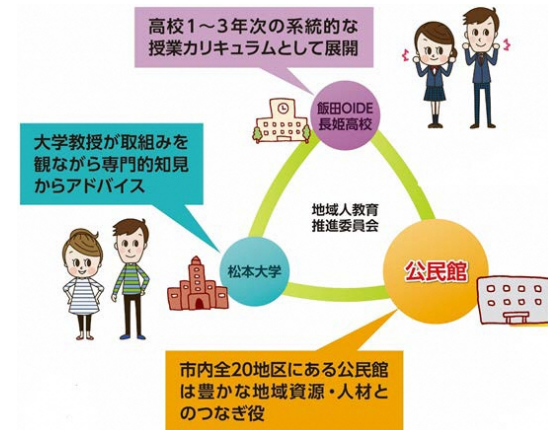 高校1～3年次の系統的な
授業カリキュラムとして展開
飯田OIDE
長姫高校
大学教授が取組みを
観ながら専門的知見
からアドバイス
地域人教育
推進委員会
松本大学
公民館
市内全20地区にある公民館
は豊かな地域資源・人材と
のつなぎ役